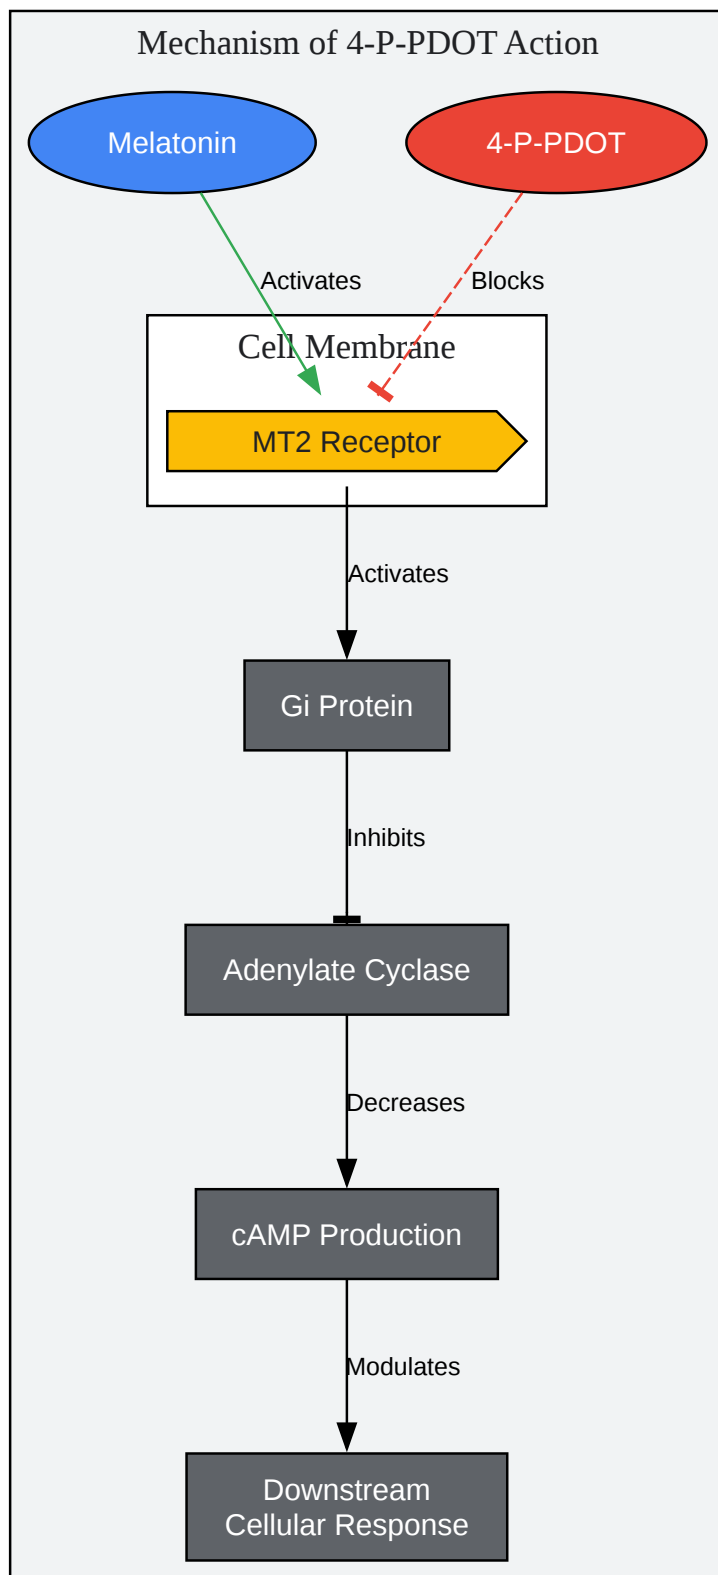 Mechanism of 4-P-PDOT Action
Melatonin
4-P-PDOT
Activates
Blocks
Cell Membrane
MT2 Receptor
Activates
Gi Protein
Inhibits
Adenylate Cyclase
Decreases
cAMP Production
Modulates
Downstream
Cellular Response